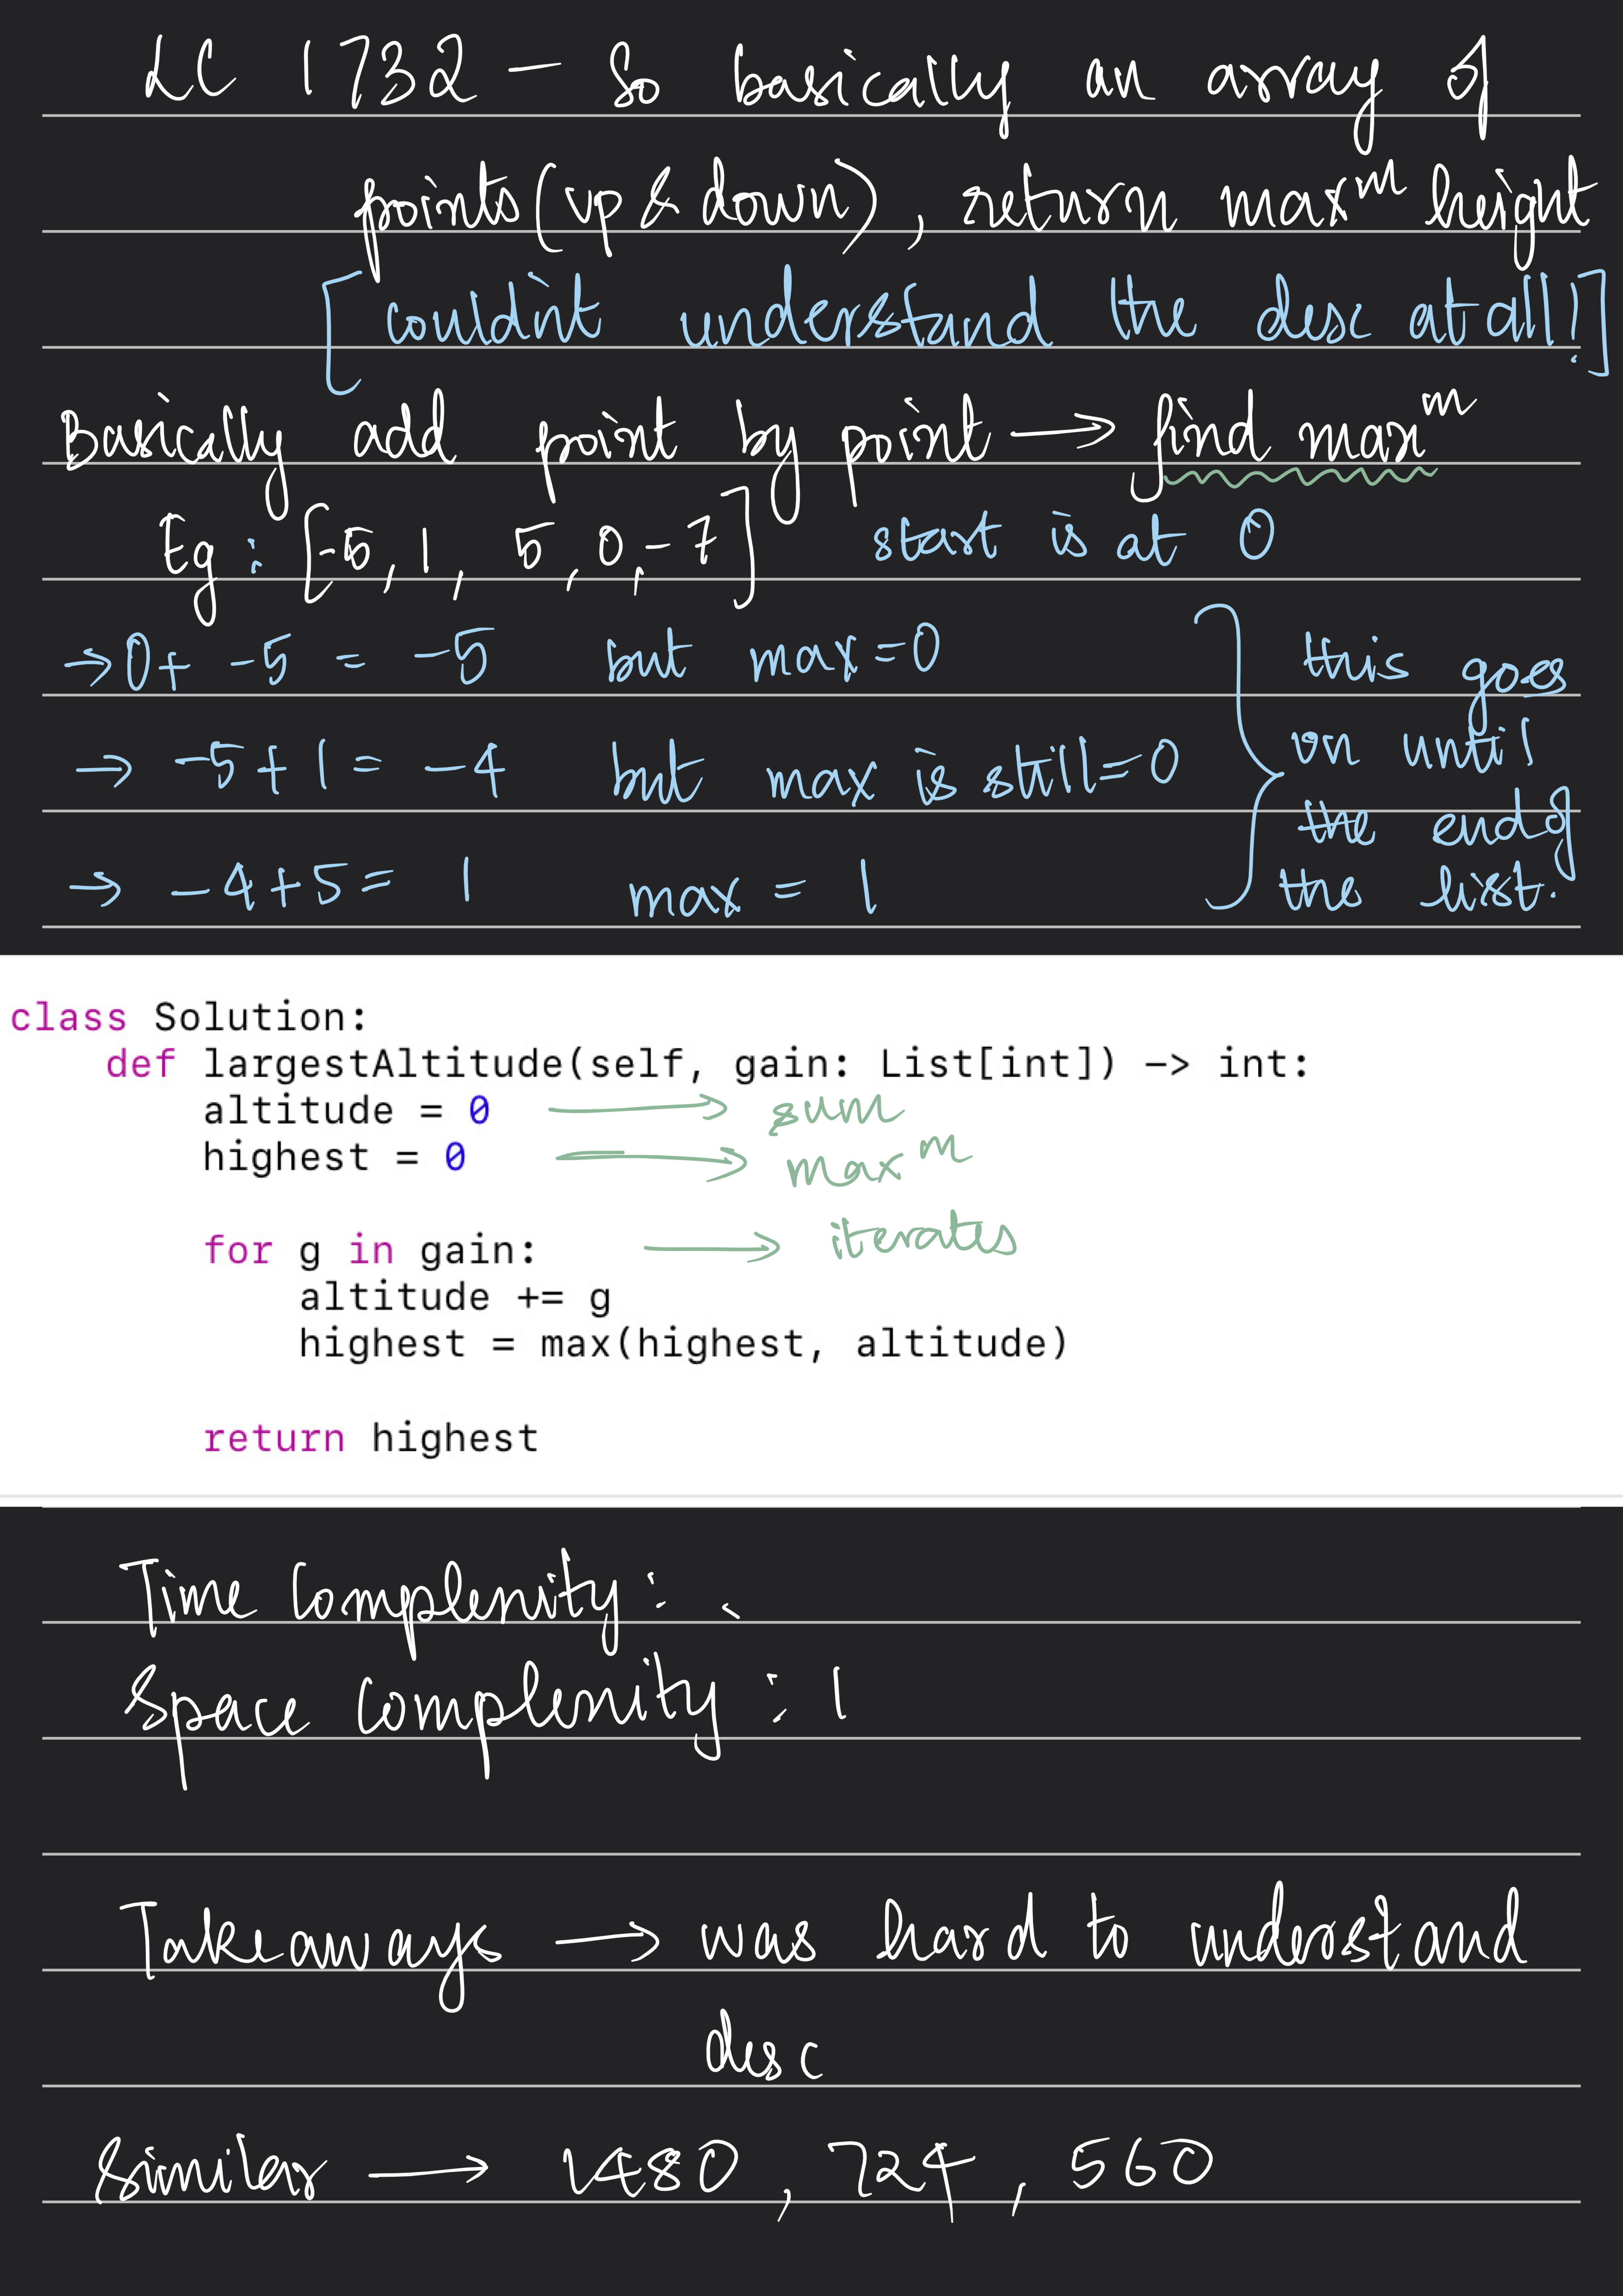 LC 1732 - So basically an array of
points(up & down), return max^m height
[couldn't understand the desc at all!]
Basically add point by point → find max^m
Eg: [-5, 1, 5, 0, -7] start is at 0
→ 0 + -5 = -5 but max=0
→ -5+1 = -4 but max is still=0
→ -4+5= 1 max = 1
this goes
on until
the end of
the list.
class Solution:
    def largestAltitude(self, gain: List[int]) -> int:
        altitude = 0 → sum
        highest = 0 → max^m
        for g in gain: → iterates
            altitude += g
            highest = max(highest, altitude)
        return highest
Time Complexity:
Space Complexity: 1
Takeaways → was hard to understand
desc
Similar → 1480, 724, 560